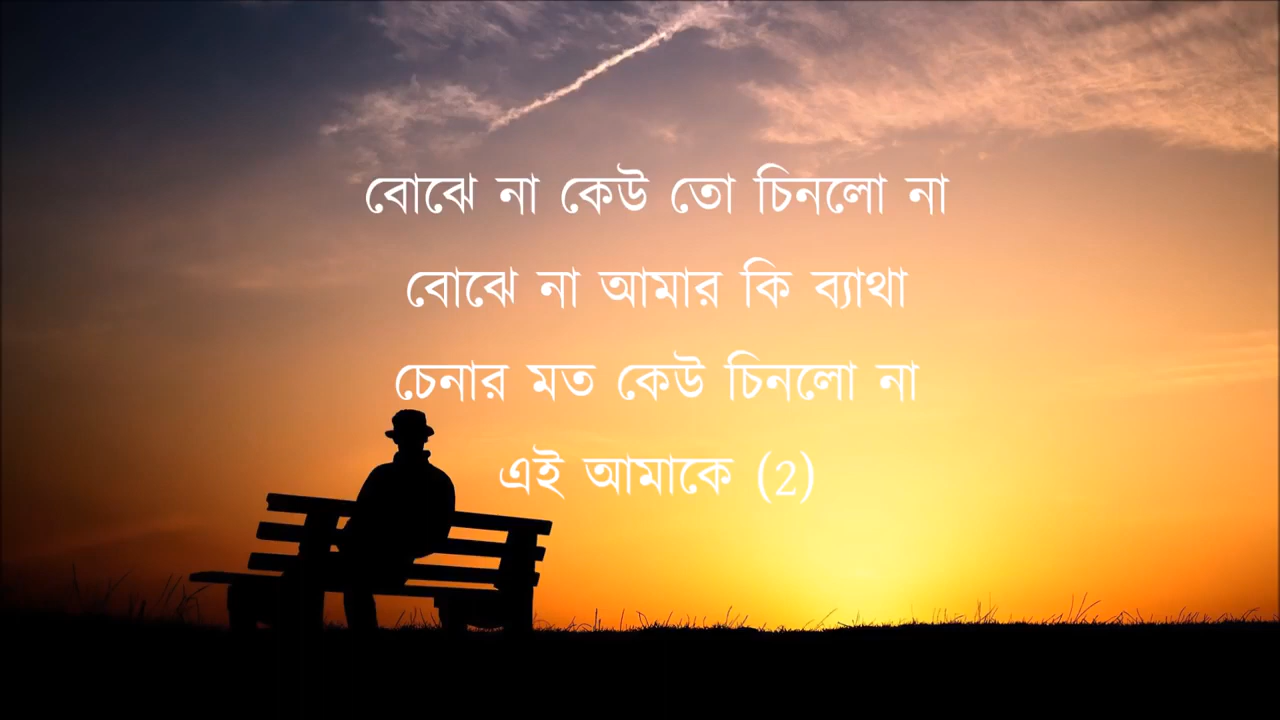 বোঝে না কেউ তো চিনলো না
বোঝে না আমার কি ব্যাথা
চেনার মত কেউ চিনলো না
এই আমাকে (2)